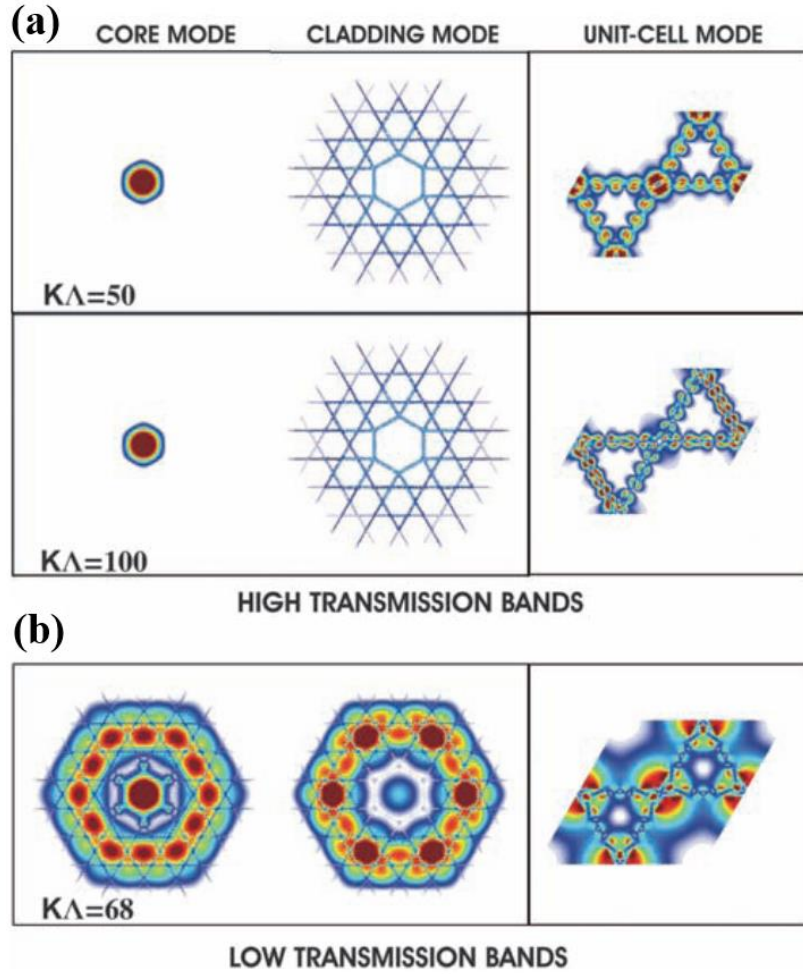 (a)
CORE MODE CLADDING MODE UNIT-CELL MODE
KΛ=50
KΛ=100
HIGH TRANSMISSION BANDS
(b)
KΛ=68
LOW TRANSMISSION BANDS